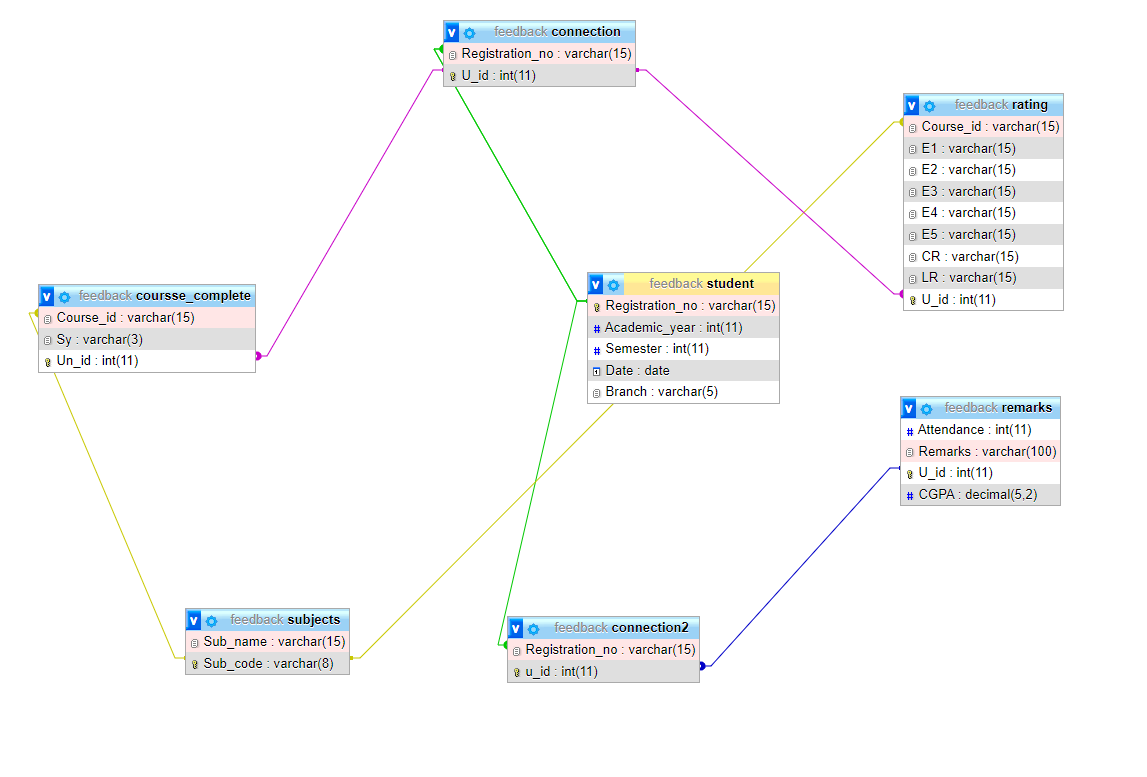 v feedback connection
Registration_no : varchar(15)
U_id : int(11)
v feedback rating
Course_id : varchar(15)
E1 : varchar(15)
E2 : varchar(15)
E3 : varchar(15)
E4 : varchar(15)
E5 : varchar(15)
CR : varchar(15)
LR : varchar(15)
U_id : int(11)
v feedback student
Registration_no : varchar(15)
# Academic_year : int(11)
# Semester : int(11)
Date : date
Branch : varchar(5)
v feedback coursse_complete
Course_id : varchar(15)
Sy : varchar(3)
Un_id : int(11)
v feedback remarks
# Attendance : int(11)
Remarks : varchar(100)
U_id : int(11)
# CGPA : decimal(5,2)
v feedback subjects
Sub_name : varchar(15)
Sub_code : varchar(8)
v feedback connection2
Registration_no : varchar(15)
u_id : int(11)